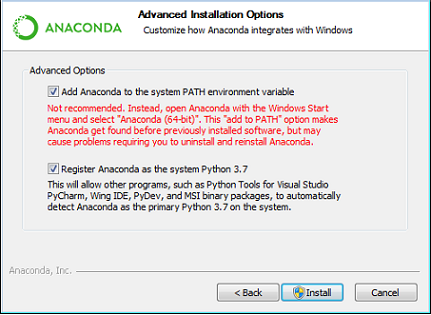 ANACONDA
Advanced Installation Options
Customize how Anaconda integrates with Windows
Advanced Options
Add Anaconda to the system PATH environment variable
Not recommended. Instead, open Anaconda with the Windows Start
menu and select "Anaconda (64-bit)". This "add to PATH" option makes
Anaconda get found before previously installed software, but may
cause problems requiring you to uninstall and reinstall Anaconda.
Register Anaconda as the system Python 3.7
This will allow other programs, such as Python Tools for Visual Studio
PyCharm, Wing IDE, PyDev, and MSI binary packages, to automatically
detect Anaconda as the primary Python 3.7 on the system.
Anaconda, Inc.
< Back
Install
Cancel